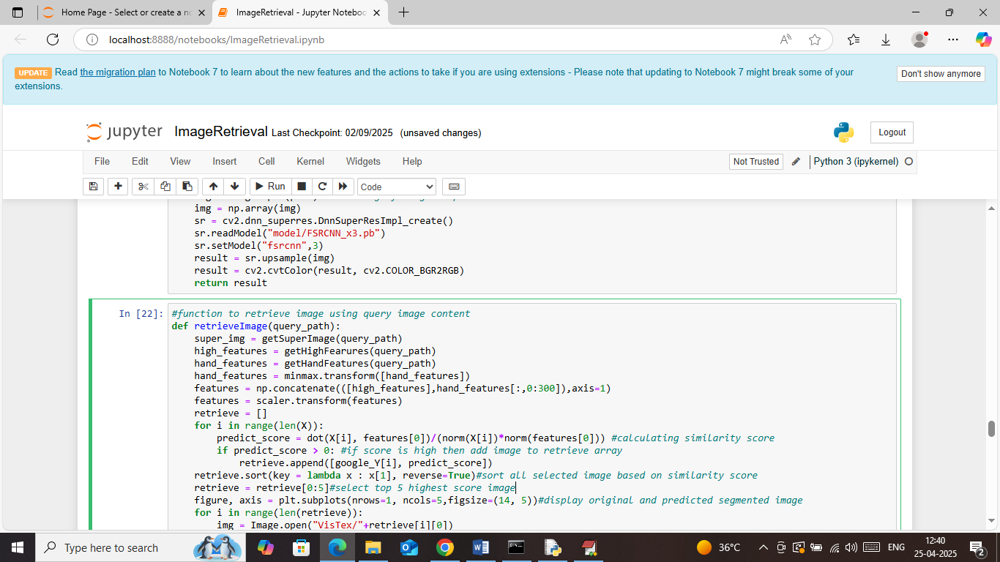 Home Page - Select or create a n
ImageRetrieval - Jupyter Noteboo
localhost:8888/notebooks/ImageRetrieval.ipynb
UPDATE Read the migration plan to Notebook 7 to learn about the new features and the actions to take if you are using extensions - Please note that updating to Notebook 7 might break some of your
extensions.
Don't show anymore
jupyter ImageRetrieval Last Checkpoint: 02/09/2025 (unsaved changes)
Logout
File Edit View Insert Cell Kernel Widgets Help
Not Trusted Python 3 (ipykernel)
Run Code
img = np.array(img)
sr = cv2.dnn_superres.DnnSuperResImpl_create()
sr.readModel("model/FSRCNN_x3.pb")
sr.setModel("fsrcnn",3)
result = sr.upsample(img)
result = cv2.cvtColor(result, cv2.COLOR_BGR2RGB)
return result
In [22]: #function to retrieve image using query image content
def retrieveImage(query_path):
super_img = getSuperImage(query_path)
high_features = getHighFearures(query_path)
hand_features = getHandFeatures(query_path)
hand_features = minmax.transform([hand_features])
features = np.concatenate(([high_features],hand_features[:,0:300]),axis=1)
features = scaler.transform(features)
retrieve = []
for i in range(len(X)):
predict_score = dot(X[i], features[0])/(norm(X[i])*norm(features[0])) #calculating similarity score
if predict_score > 0: #if score is high then add image to retrieve array
retrieve.append([google_Y[i], predict_score])
retrieve.sort(key = lambda x : x[1], reverse=True)#sort all selected image based on similarity score
retrieve = retrieve[0:5]#select top 5 highest score image
figure, axis = plt.subplots(nrows=1, ncols=5,figsize=(14, 5))#display original and predicted segmented image
for i in range(len(retrieve)):
img = Image.open("VisTex/"+retrieve[i][0])
Type here to search
36°C
ENG
12:40
25-04-2025
2